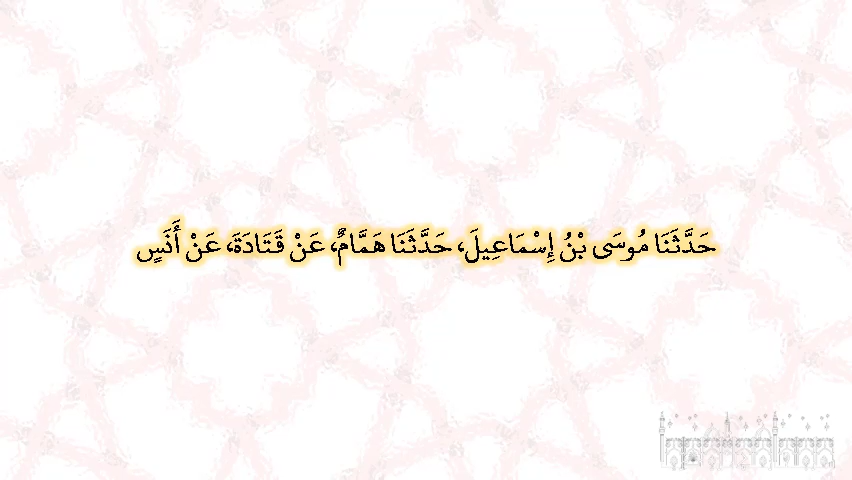 حَدَّثَنَا مُوسَى بْنُ إِسْمَاعِيلَ، حَدَّثَنَا هَمَّامٌ، عَنْ قَتَادَةَ، عَنْ أَنَسٍ